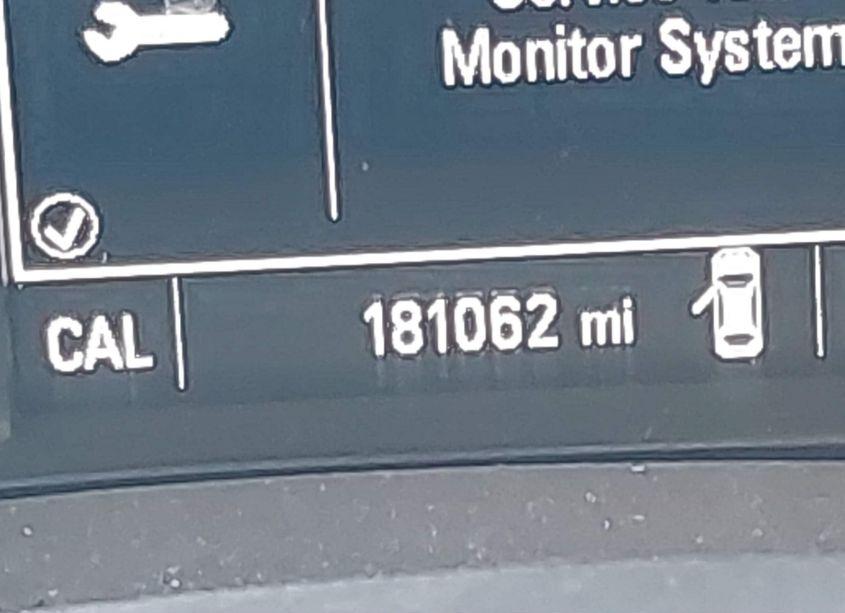 Monitor System
CAL
181062 mi